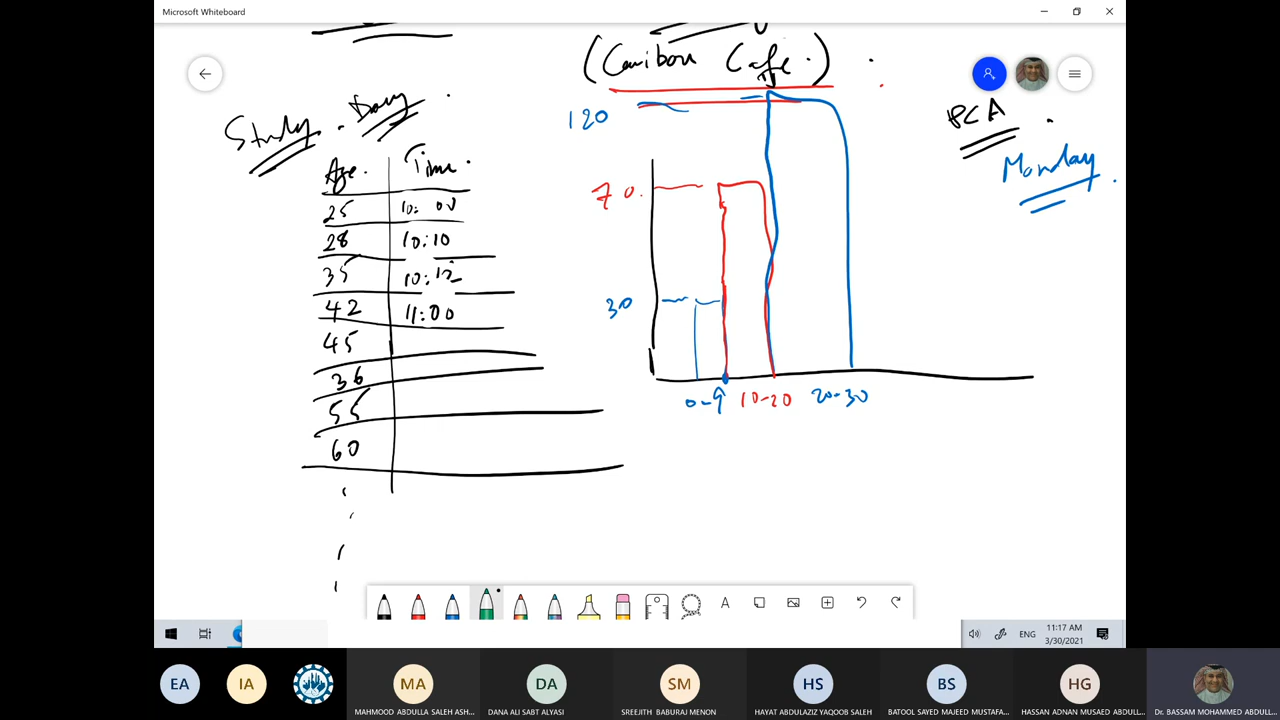 Microsoft Whiteboard
(Caribou Cafe.) .
Study . Day .
BCA .
Monday .
Age. Time.
25 10:00
28 10:10
35 10:12
42 11:00
45
36
55
60
120
70.
30
0-9 10-20 20-30
A
ENG
11:17 AM
3/30/2021
EA
IA
MA
MAHMOOD ABDULLA SALEH ASH...
DA
DANA ALI SABT ALYASI
SM
SREEJITH BABURAJ MENON
HS
HAYAT ABDULAZIZ YAQOOB SALEH
BS
BATOOL SAYED MAJEED MUSTAFA...
HG
HASSAN ADNAN MUSAED ABDULL...
Dr. BASSAM MOHAMMED ABDULL...